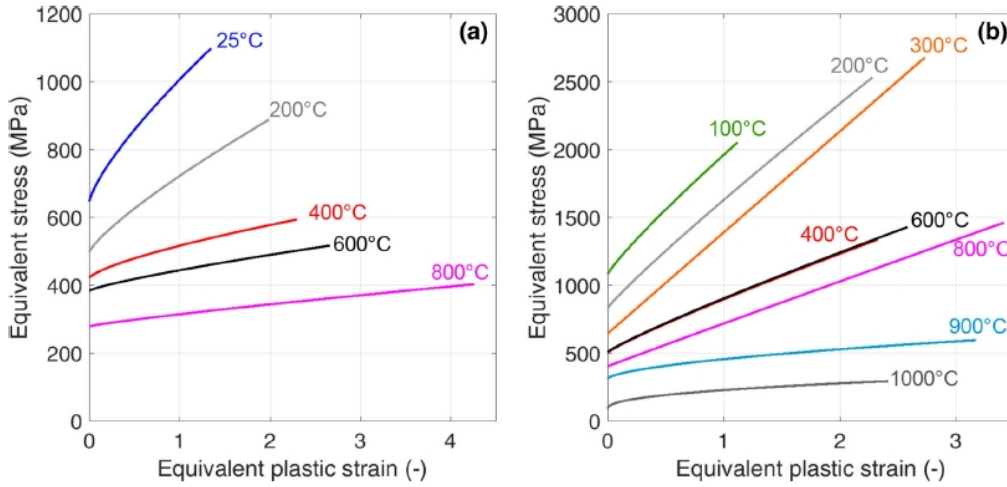 (a)
1200
1000
800
600
400
200
0
0
1
2
3
4
Equivalent stress (MPa)
Equivalent plastic strain (-)
25°C
200°C
400°C
600°C
800°C
(b)
3000
2500
2000
1500
1000
500
0
0
1
2
3
Equivalent stress (MPa)
Equivalent plastic strain (-)
300°C
200°C
100°C
600°C
400°C
800°C
900°C
1000°C